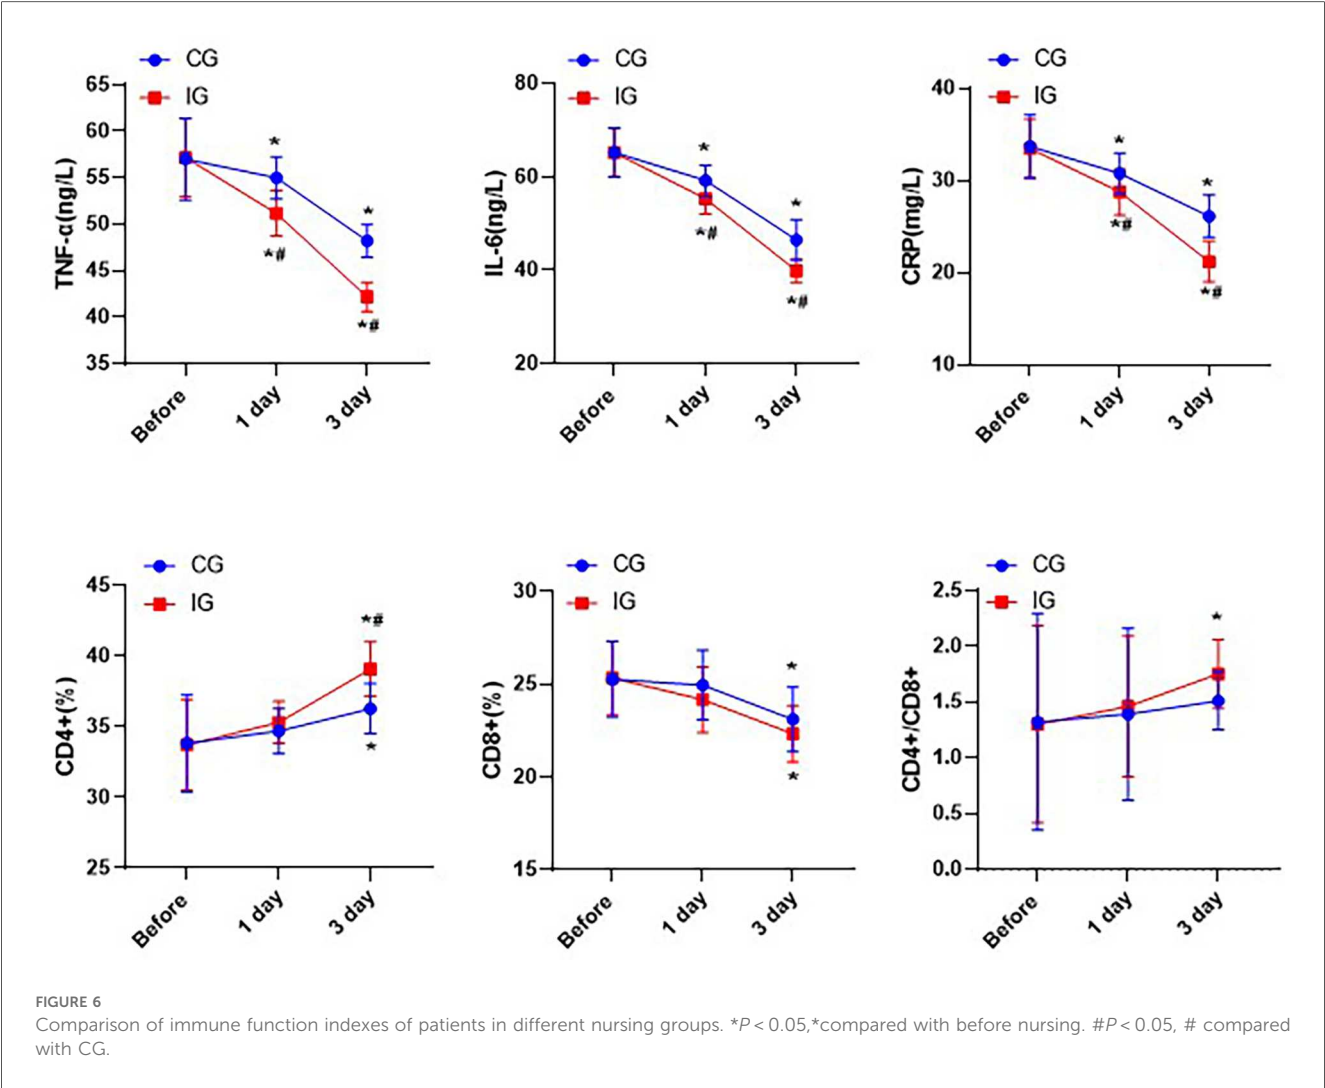 CG
IG
65
60
55
50
45
40
35
TNF-α(ng/L)
*
*#
*
*#
Before
1 day
3 day
CG
IG
80
60
40
20
IL-6(ng/L)
*
*#
*
*#
Before
1 day
3 day
CG
IG
40
30
20
10
CRP(mg/L)
*
*#
*
*#
Before
1 day
3 day
CG
IG
45
40
35
30
25
CD4+(%)
*#
*
Before
1 day
3 day
CG
IG
30
25
20
15
CD8+(%)
*
*
Before
1 day
3 day
CG
IG
2.5
2.0
1.5
1.0
0.5
0.0
CD4+/CD8+
*
Before
1 day
3 day
FIGURE 6
Comparison of immune function indexes of patients in different nursing groups. *P < 0.05,*compared with before nursing. #P < 0.05, # compared
with CG.